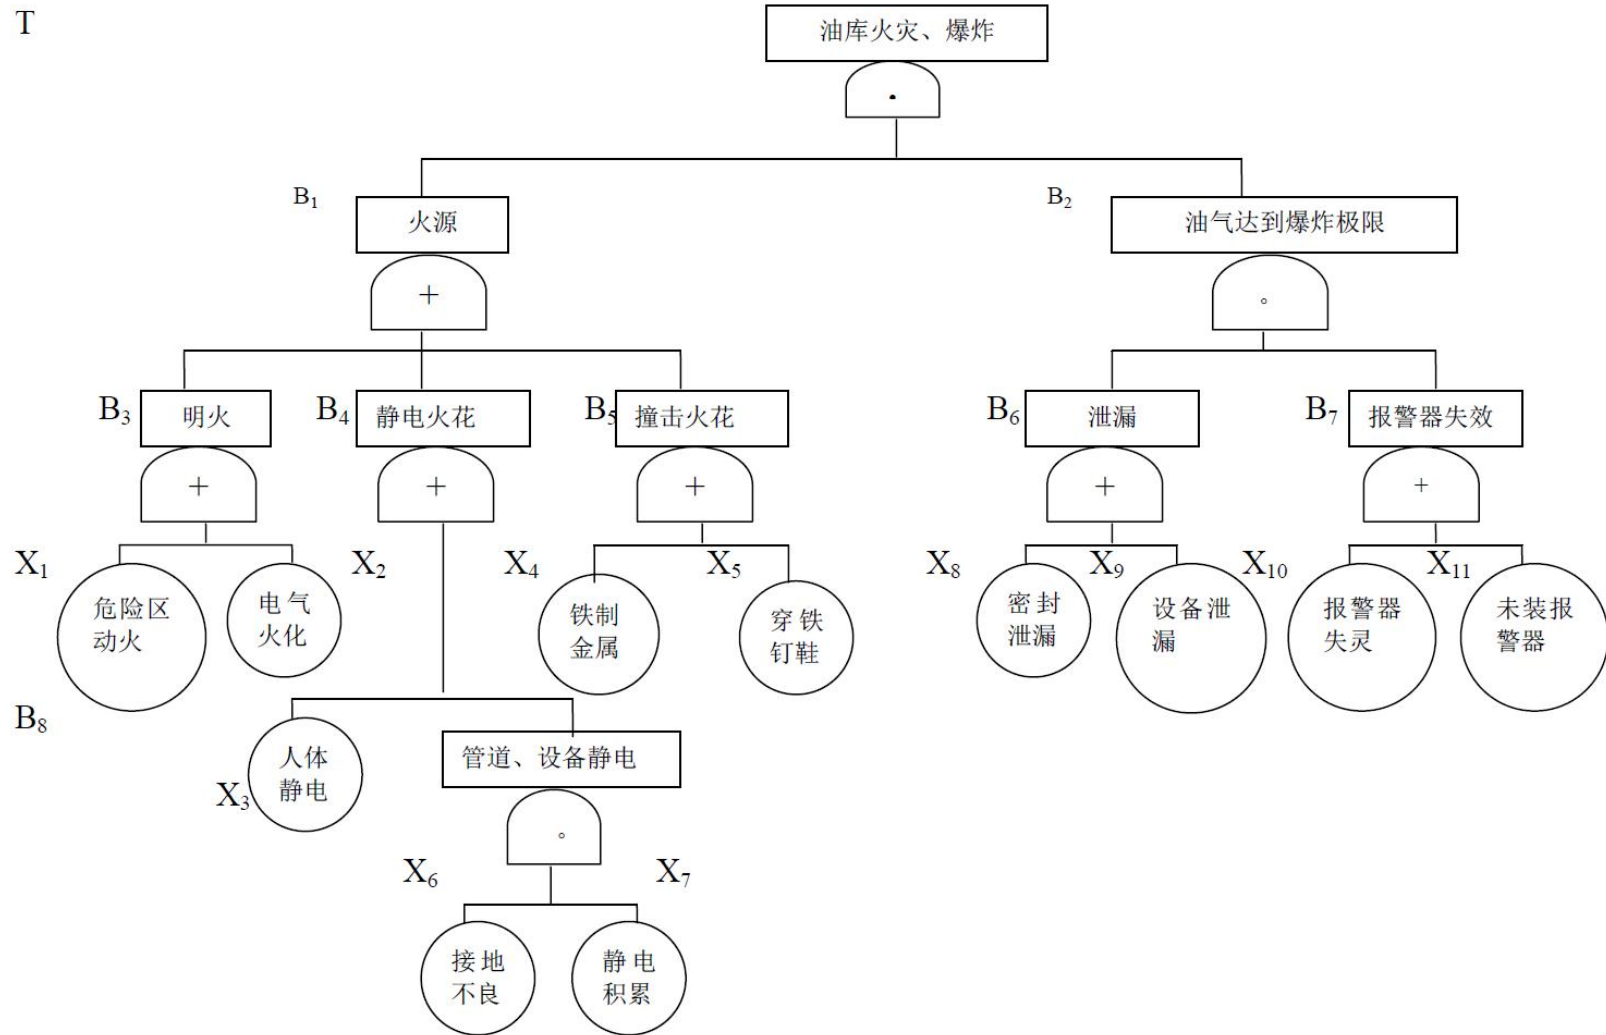 T
油库火灾、爆炸
·
B₁
火源
B₂
油气达到爆炸极限
+
。
B₃
明火
B₄
静电火花
B₅
撞击火花
B₆
泄漏
B₇
报警器失效
+
+
+
+
+
X₁
危险区
动火
电气
火化
X₂
X₄
铁制
金属
X₅
穿铁
钉鞋
X₈
密封
泄漏
X₉
设备泄
漏
X₁₀
报警器
失灵
X₁₁
未装报
警器
B₈
人体
静电
X₃
管道、设备静电
。
X₆
接地
不良
X₇
静电
积累